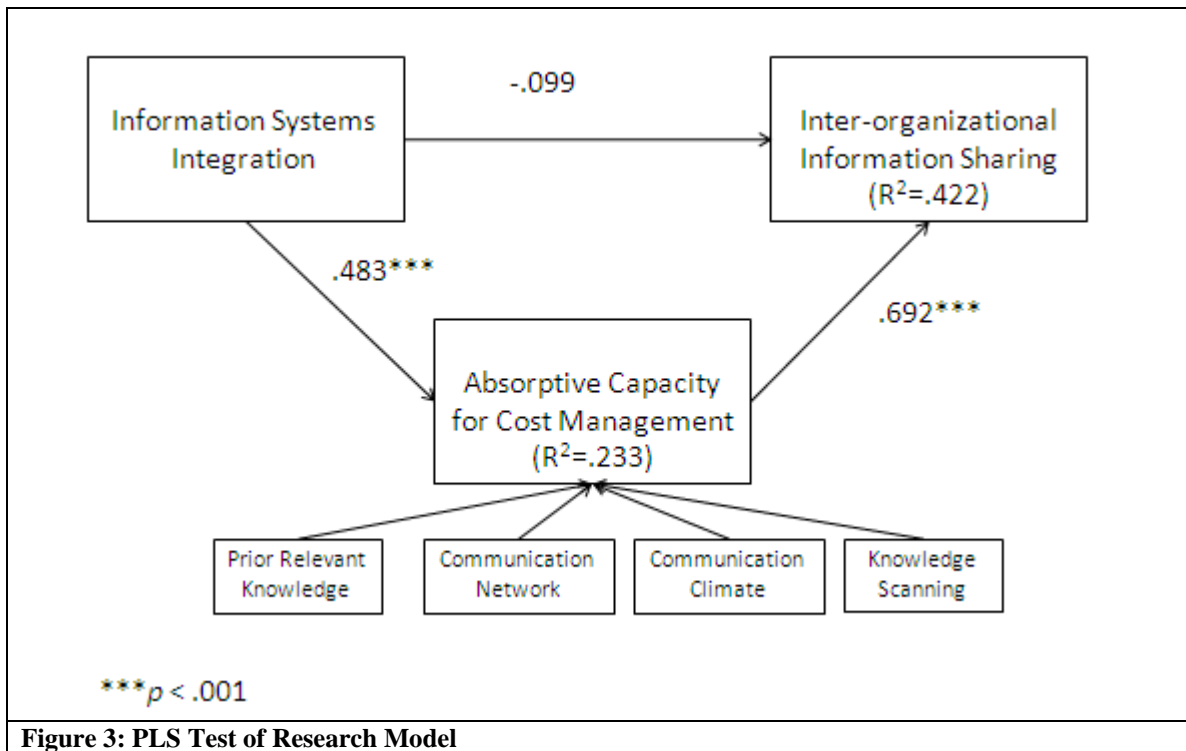 -.099
Information Systems
Integration
Inter-organizational
Information Sharing
(R²=.422)
.483***
.692***
Absorptive Capacity
for Cost Management
(R²=.233)
Prior Relevant
Knowledge
Communication
Network
Communication
Climate
Knowledge
Scanning
***p < .001
Figure 3: PLS Test of Research Model